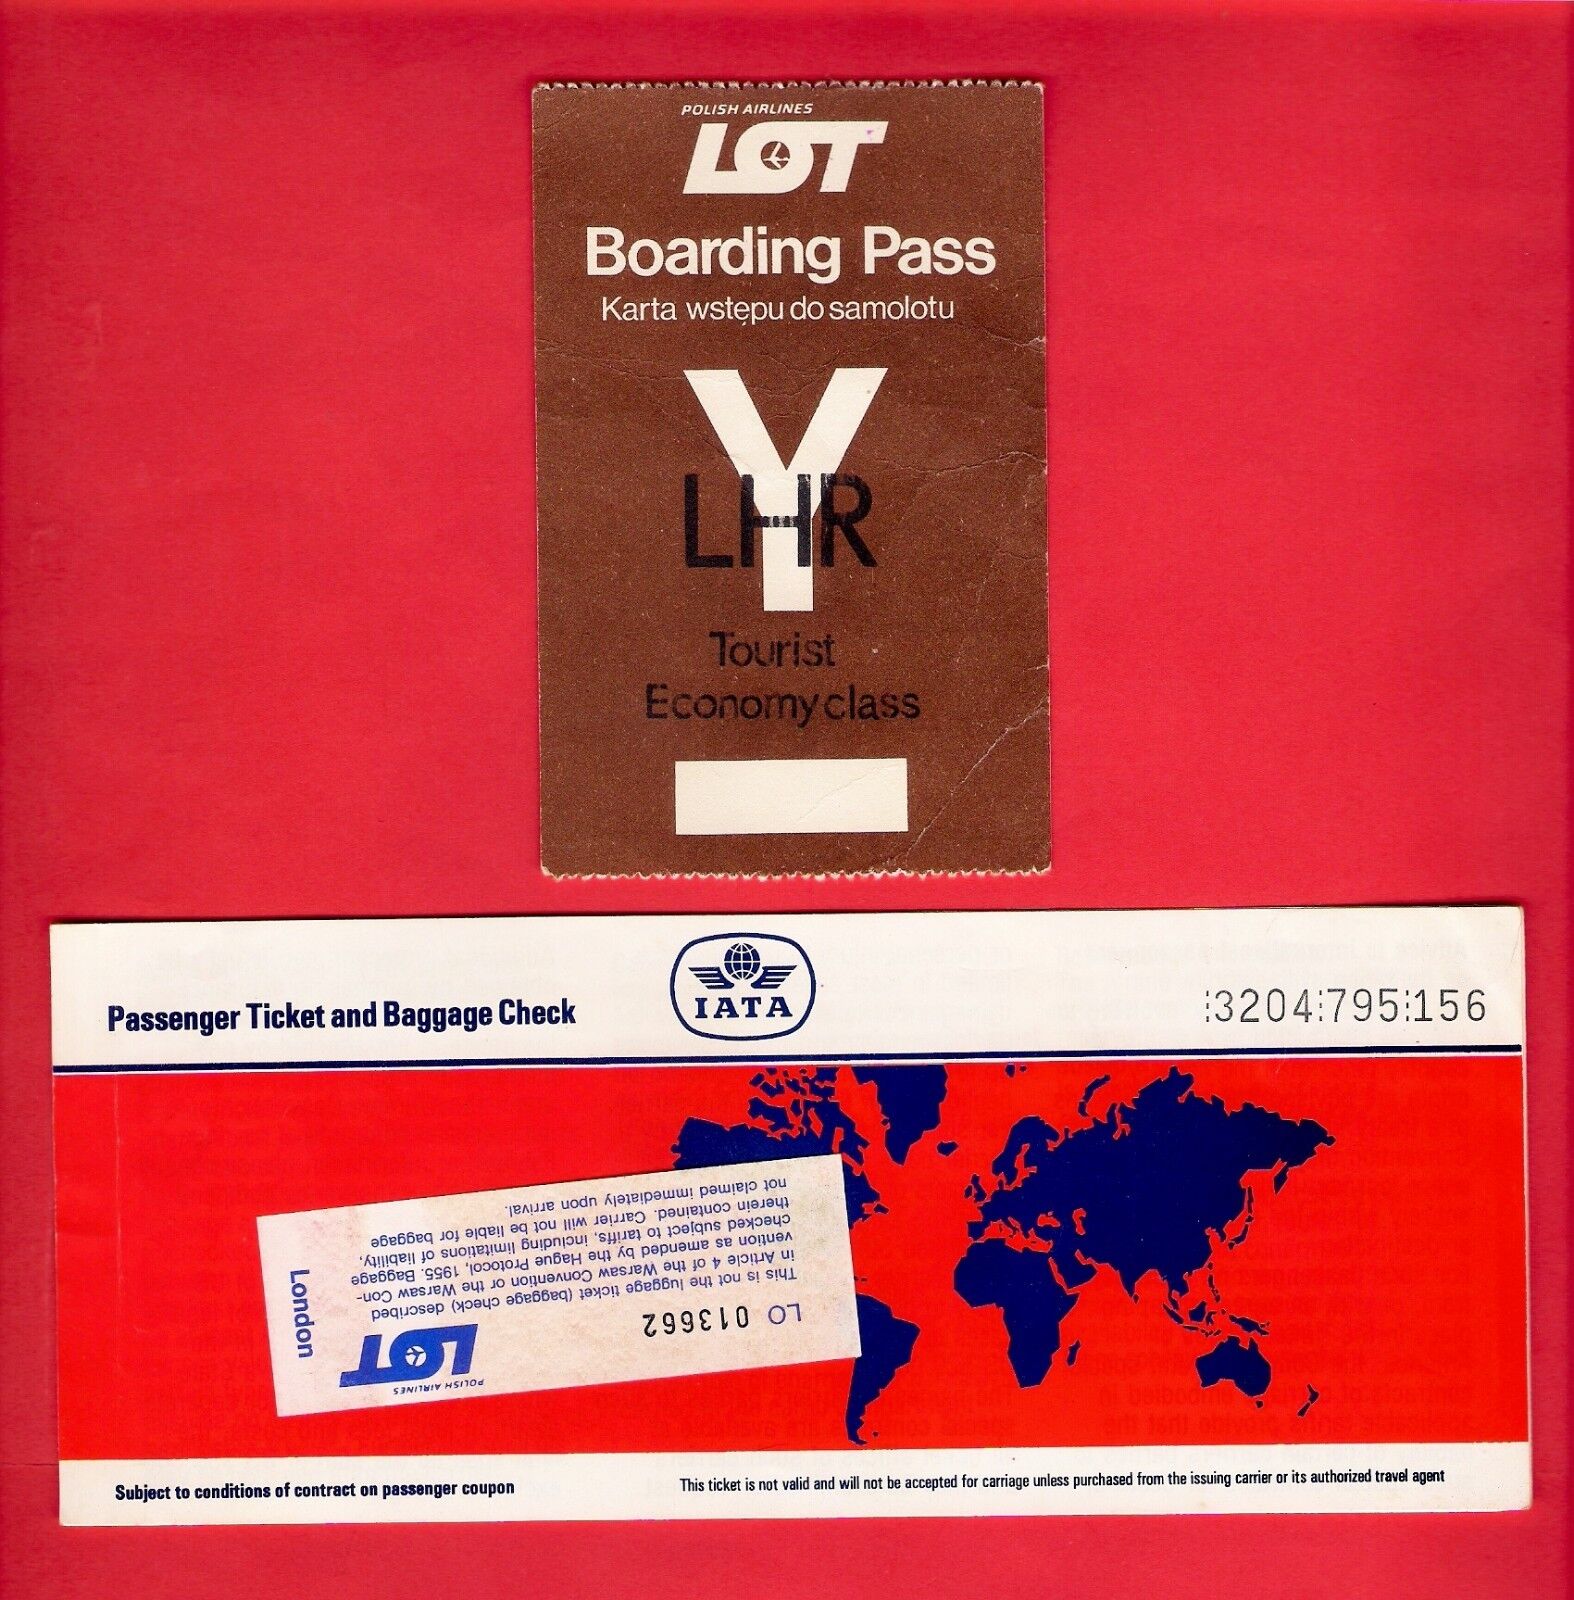 POLISH AIRLINES
LOT
Boarding Pass
Karta wstępu do samolotu
Y
LHR
Tourist
Economy class
Passenger Ticket and Baggage Check
IATA
3204 795 156
POLISH AIRLINES
LOT
London
LO 013662
This is not the luggage ticket (baggage check) described
in Article 4 of the Warsaw Convention or the Warsaw Con-
vention as amended by the Hague Protocol, 1955. Baggage
checked subject to tariffs, including limitations of liability,
therein contained. Carrier will not be liable for baggage
not claimed immediately upon arrival.
Subject to conditions of contract on passenger coupon
This ticket is not valid and will not be accepted for carriage unless purchased from the issuing carrier or its authorized travel agent